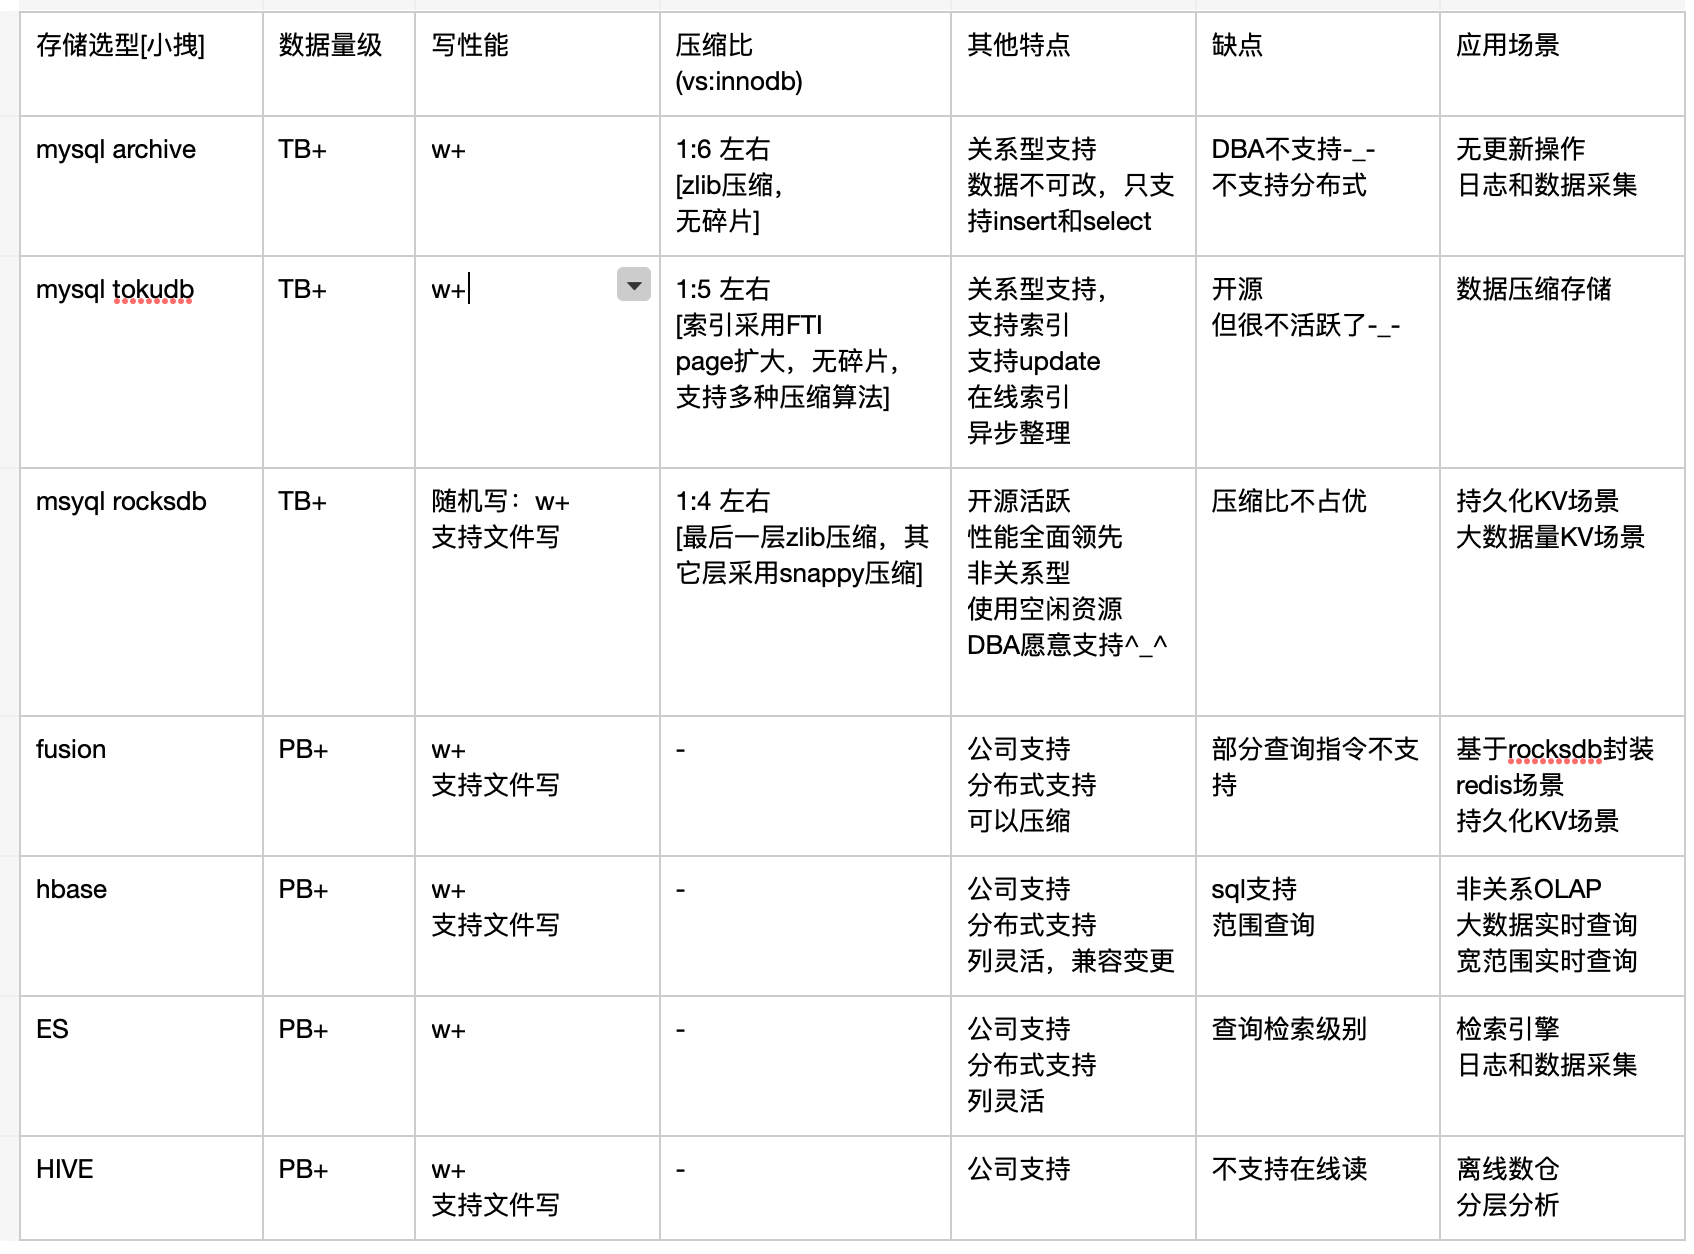 存储选型[小拽]
数据量级
写性能
压缩比
(vs:innodb)
其他特点
缺点
应用场景
mysql archive
TB+
w+
1:6 左右
[zlib压缩，
无碎片]
关系型支持
数据不可改，只支
持insert和select
DBA不支持-_-
不支持分布式
无更新操作
日志和数据采集
mysql tokudb
TB+
w+
1:5 左右
[索引采用FTI
page扩大，无碎片，
支持多种压缩算法]
关系型支持，
支持索引
支持update
在线索引
异步整理
开源
但很不活跃了-_-
数据压缩存储
msyql rocksdb
TB+
随机写：w+
支持文件写
1:4 左右
[最后一层zlib压缩，其
它层采用snappy压缩]
开源活跃
性能全面领先
非关系型
使用空闲资源
DBA愿意支持^_^
压缩比不占优
持久化KV场景
大数据量KV场景
fusion
PB+
w+
支持文件写
-
公司支持
分布式支持
可以压缩
部分查询指令不支
持
基于rocksdb封装
redis场景
持久化KV场景
hbase
PB+
w+
支持文件写
-
公司支持
分布式支持
列灵活，兼容变更
sql支持
范围查询
非关系OLAP
大数据实时查询
宽范围实时查询
ES
PB+
w+
-
公司支持
分布式支持
列灵活
查询检索级别
检索引擎
日志和数据采集
HIVE
PB+
w+
支持文件写
-
公司支持
不支持在线读
离线数仓
分层分析